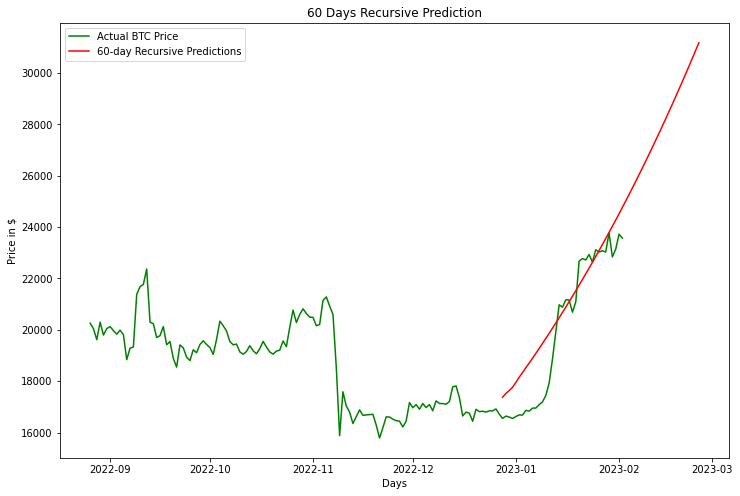 60 Days Recursive Prediction
Actual BTC Price
60-day Recursive Predictions
Price in $
30000
28000
26000
24000
22000
20000
18000
16000
2022-09 2022-10 2022-11 2022-12 2023-01 2023-02 2023-03
Days